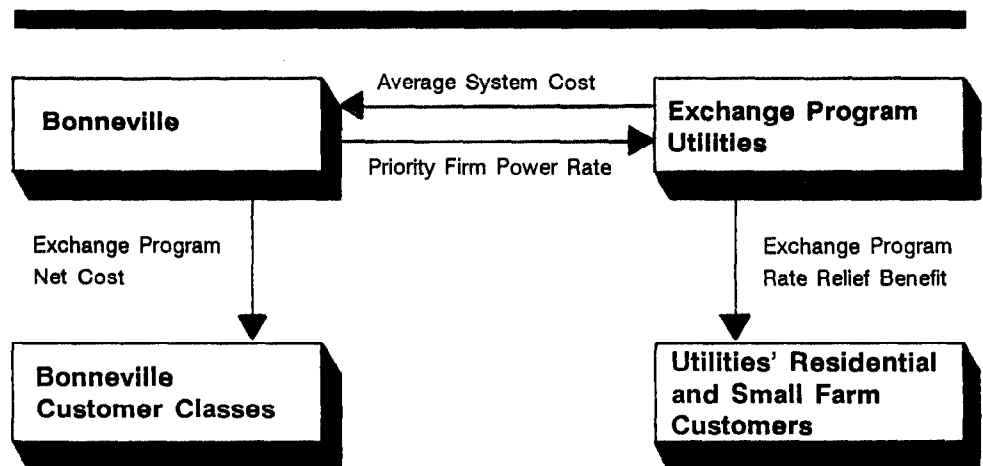 Average System Cost
Bonneville
Exchange Program
Utilities
Priority Firm Power Rate
Exchange Program
Net Cost
Exchange Program
Rate Relief Benefit
Bonneville
Customer Classes
Utilities' Residential
and Small Farm
Customers